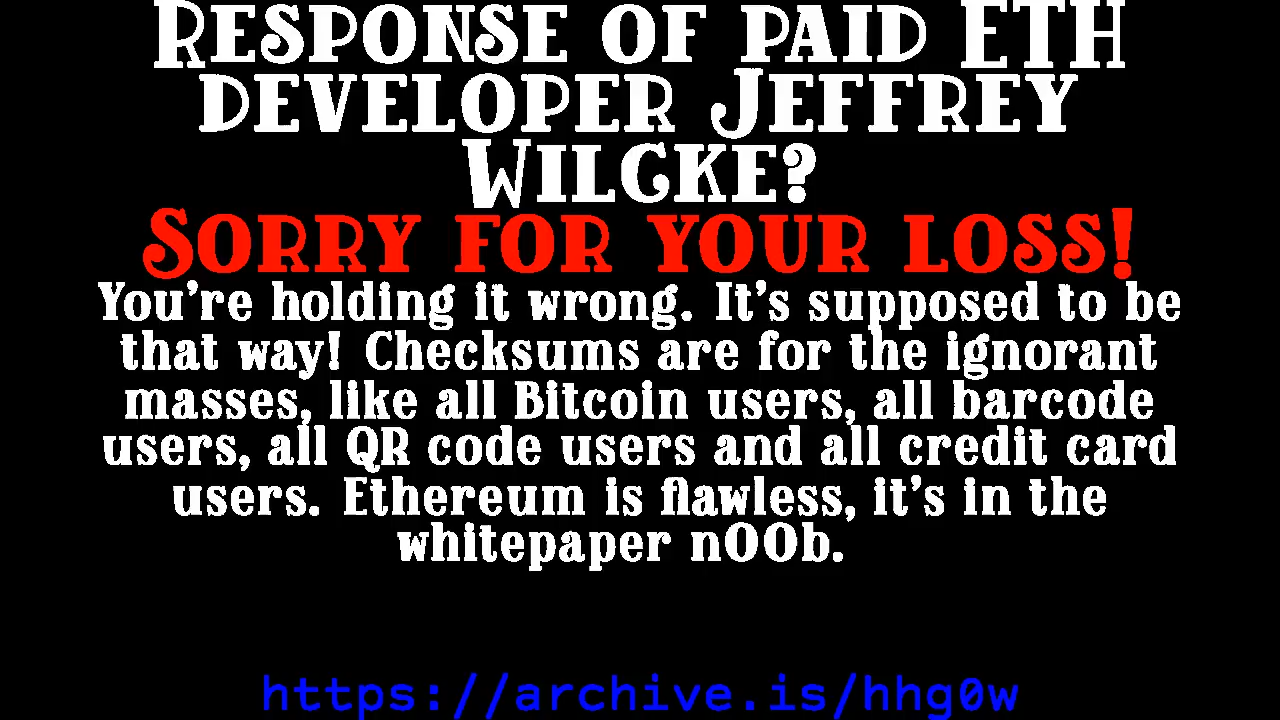 Response of paid ETH
developer Jeffrey
Wilcke?
Sorry for your loss!
You're holding it wrong. It's supposed to be
that way! Checksums are for the ignorant
masses, like all Bitcoin users, all barcode
users, all QR code users and all credit card
users. Ethereum is flawless, it's in the
whitepaper n00b.
https://archive.is/hhg0w